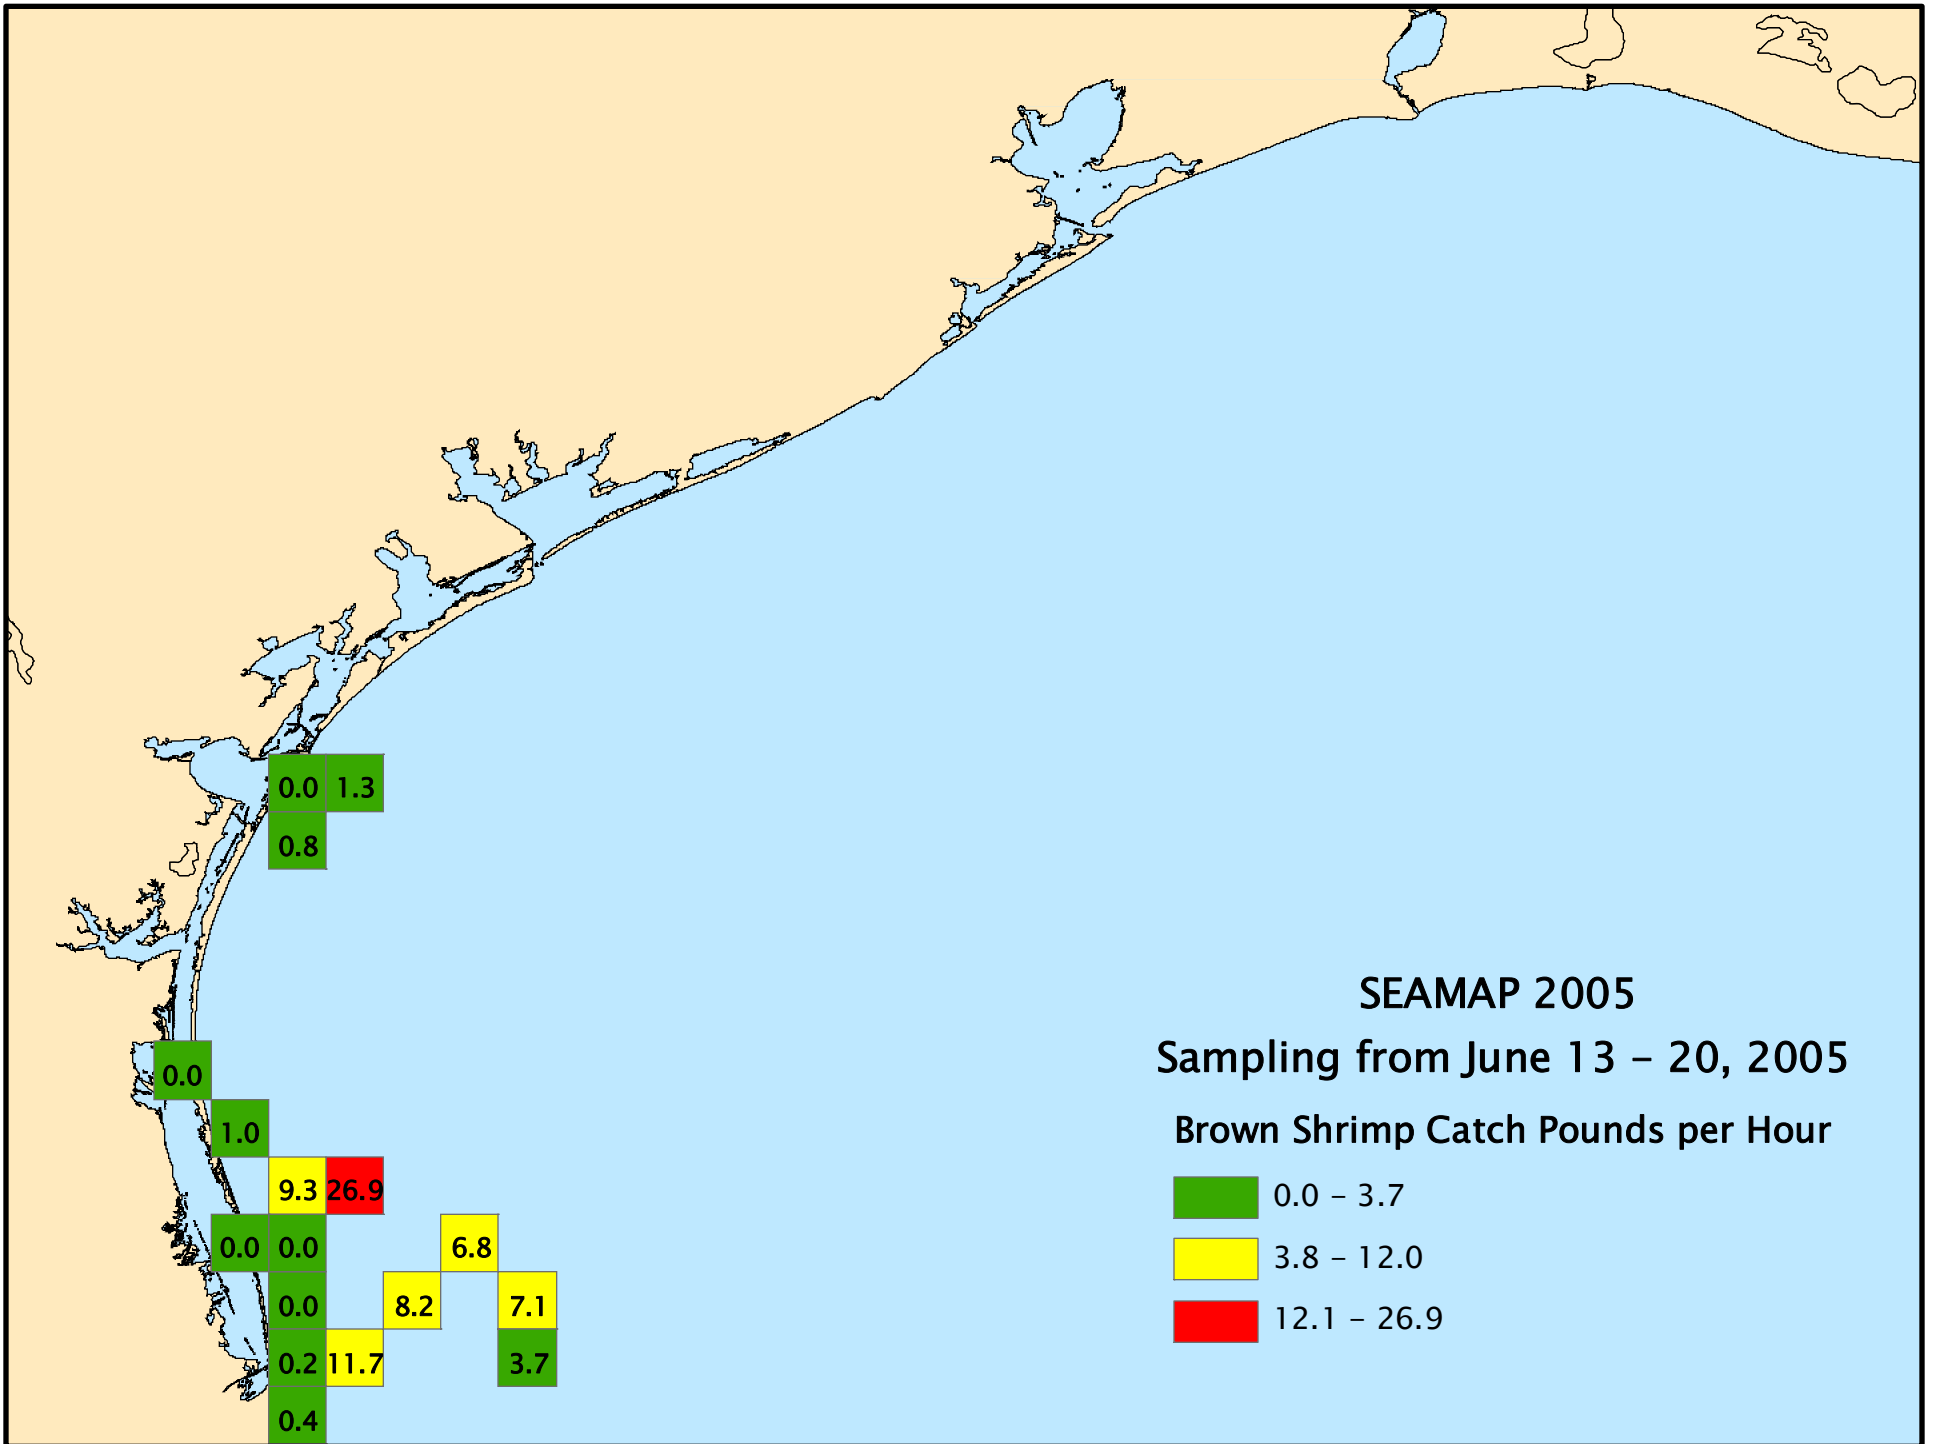 0.0 1.3
0.8
0.0
1.0
9.3 26.9
0.0 0.0 6.8
0.0 8.2 7.1
0.2 11.7 3.7
0.4
SEAMAP 2005
Sampling from June 13 – 20, 2005
Brown Shrimp Catch Pounds per Hour
0.0 – 3.7
3.8 – 12.0
12.1 – 26.9